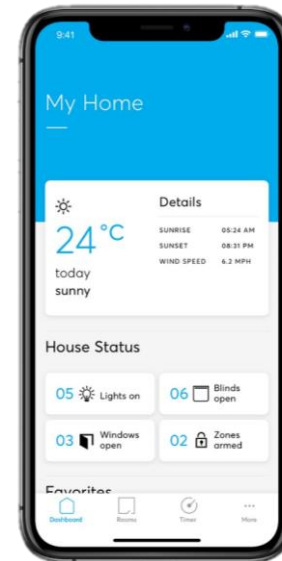 9:41
My Home
24°C
today
sunny
Details
SUNRISE 05:24 AM
SUNSET 08:31 PM
WIND SPEED 6.2 MPH
House Status
05 Lights on
06 Blinds open
03 Windows open
02 Zones armed
Favorites
Dashboard Rooms Timer More